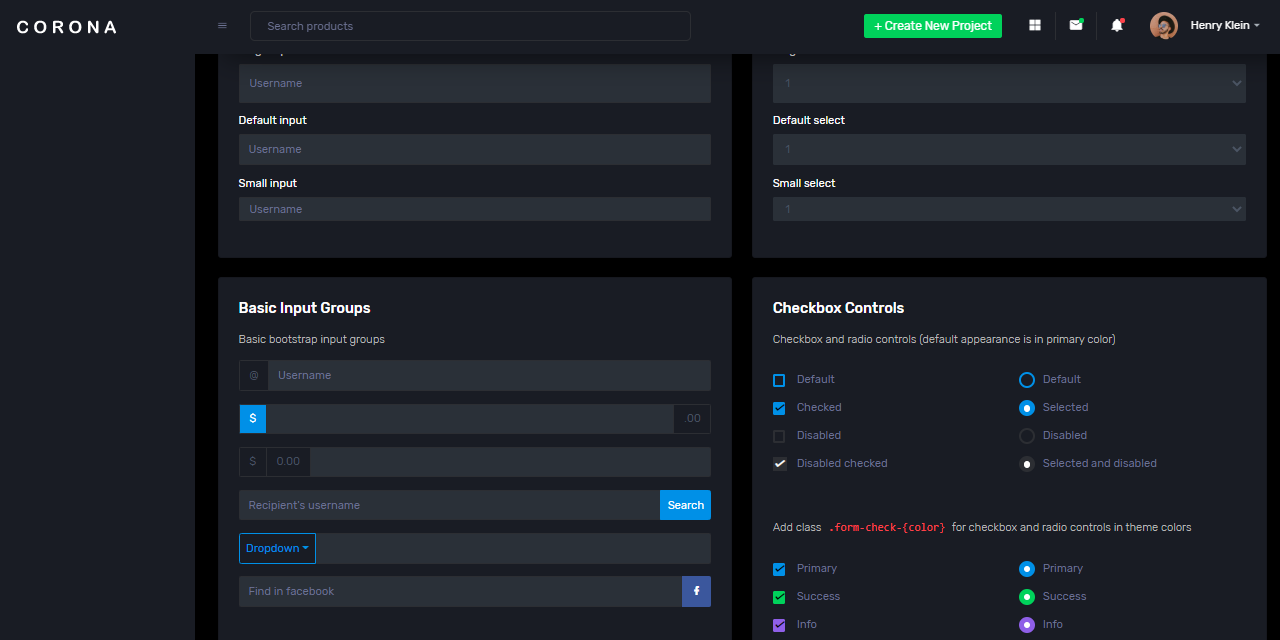 CORONA
Search products
+ Create New Project
Henry Klein
Username
1
Default input
Default select
Username
1
Small input
Small select
Username
1
Basic Input Groups
Basic bootstrap input groups
@ Username
$ .00
$ 0.00
Recipient's username Search
Dropdown
Find in facebook f
Checkbox Controls
Checkbox and radio controls (default appearance is in primary color)
Default Default
Checked Selected
Disabled Disabled
Disabled checked Selected and disabled
Add class .form-check-{color} for checkbox and radio controls in theme colors
Primary Primary
Success Success
Info Info